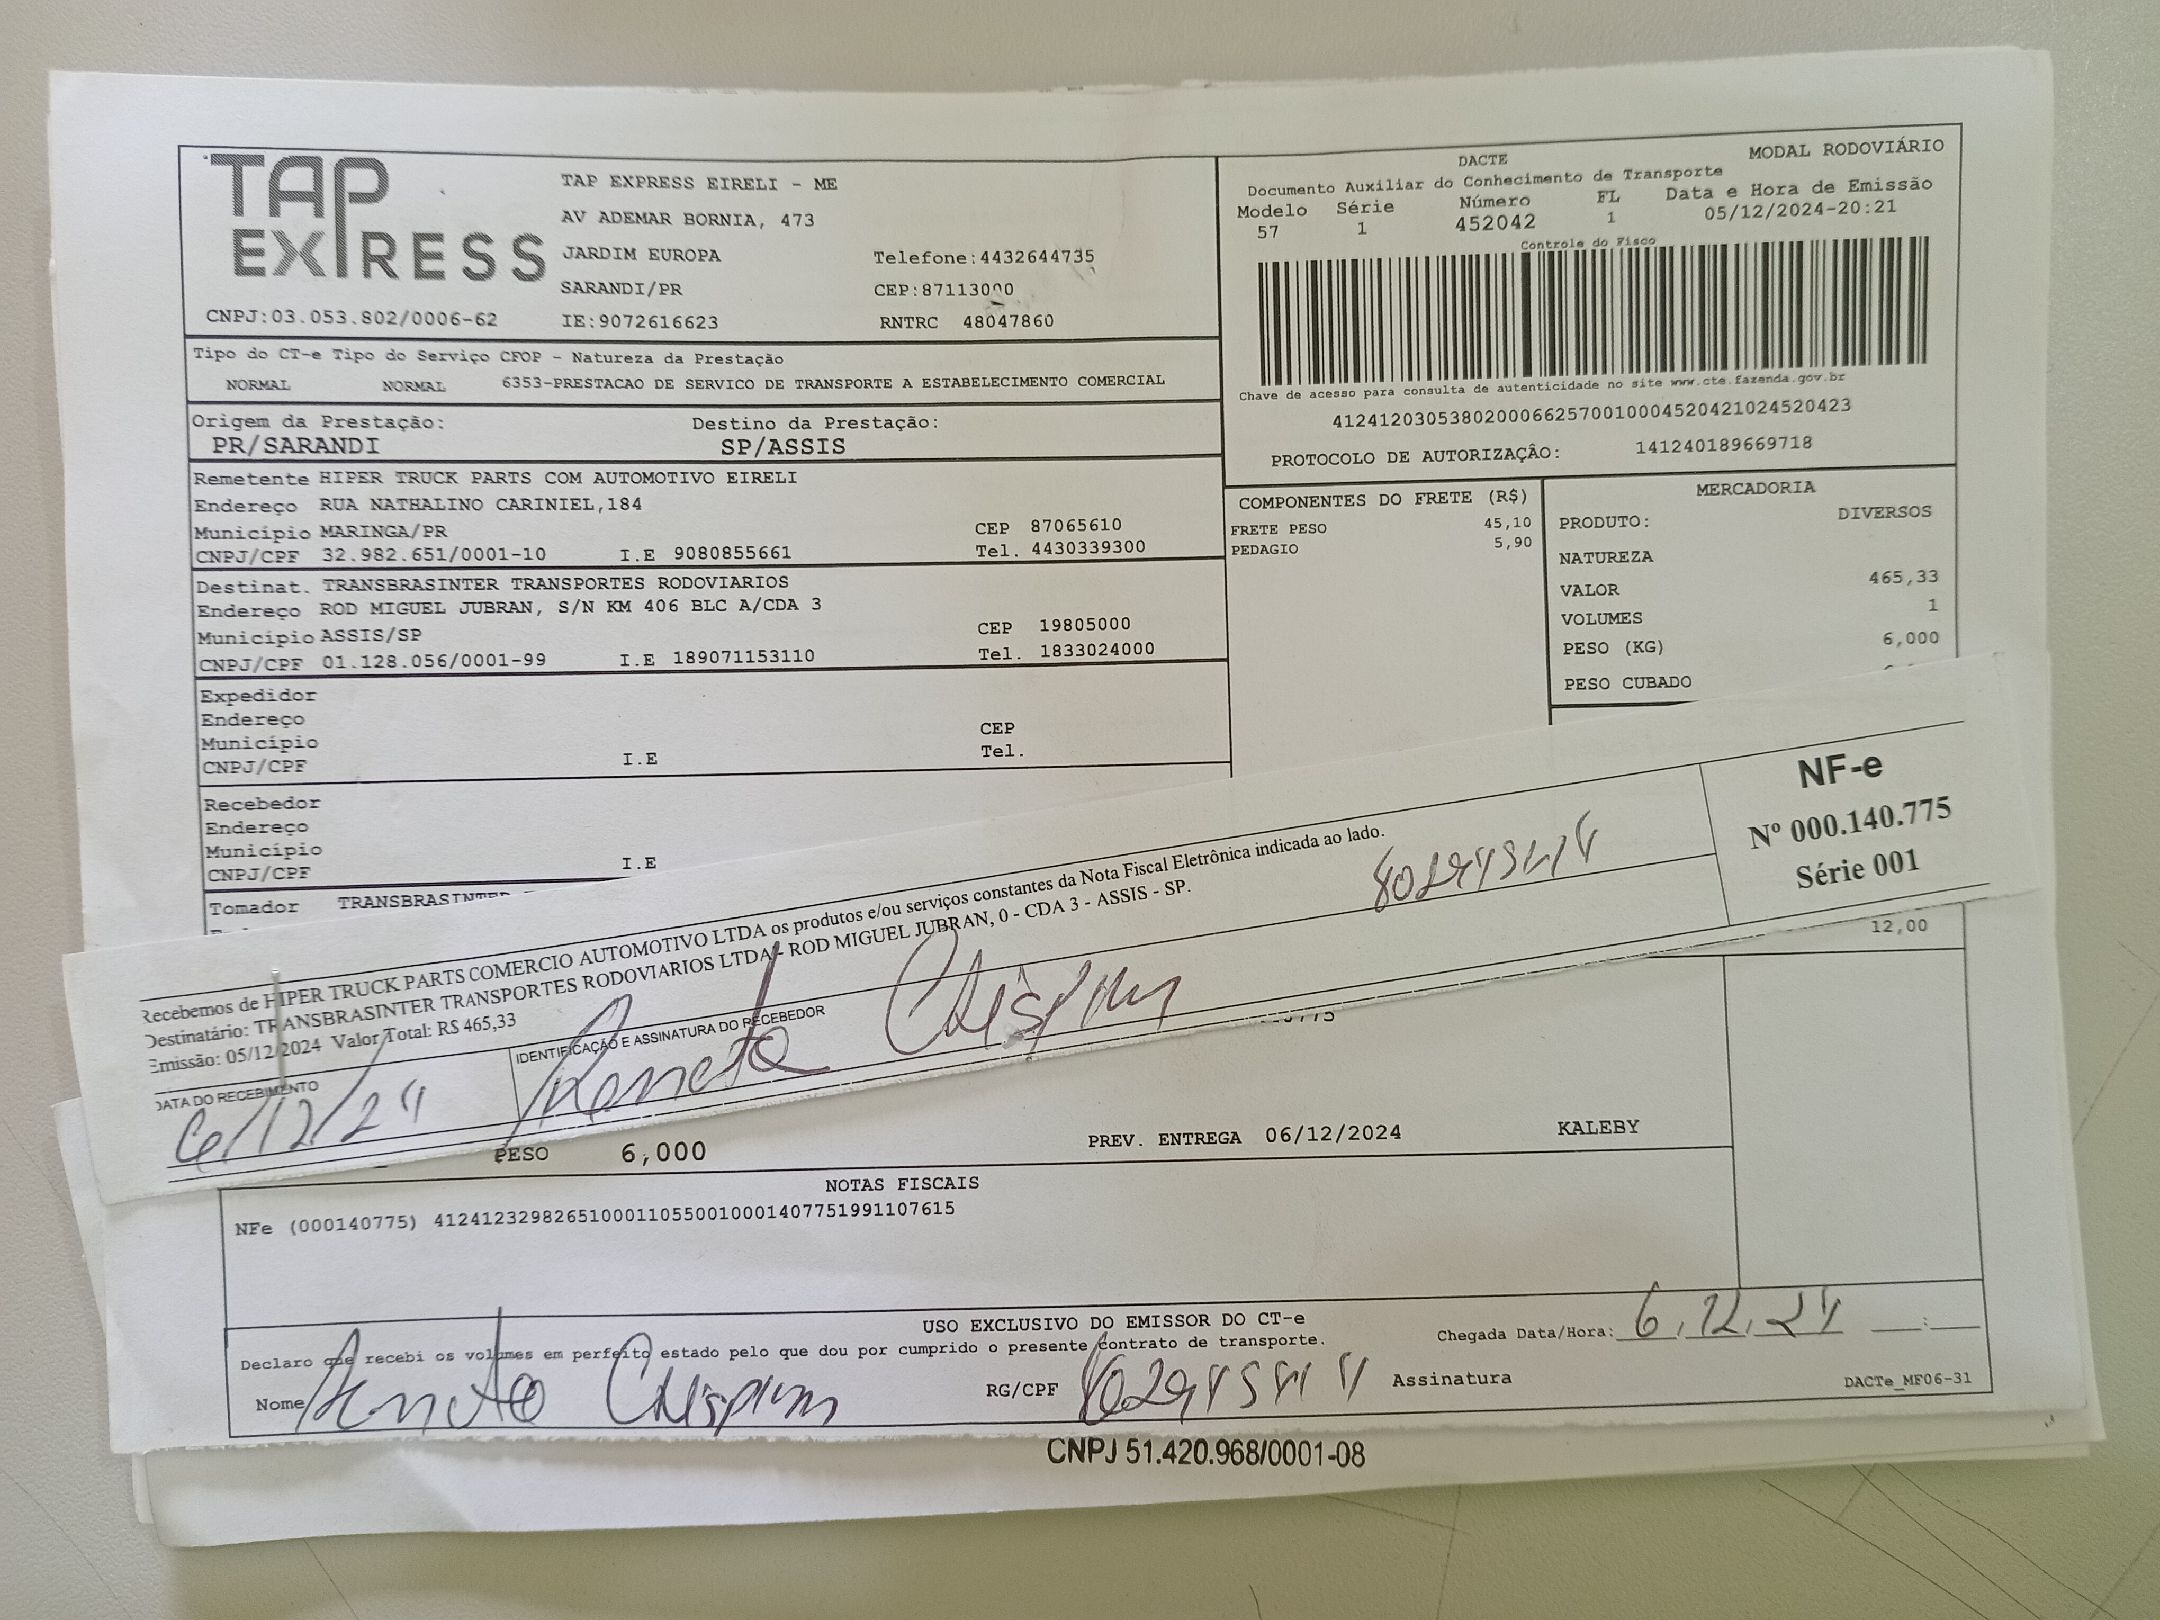 TAP EXPRESS
TAP EXPRESS EIRELI - ME
AV ADEMAR BORNIA, 473
JARDIM EUROPA Telefone:4432644735
SARANDI/PR CEP:87113000
CNPJ:03.053.802/0006-62 IE:9072616623 RNTRC 48047860
DACTE MODAL RODOVIÁRIO
Documento Auxiliar do Conhecimento de Transporte
Modelo Série Número FL Data e Hora de Emissão
57 1 452042 1 05/12/2024-20:21
Controle do Fisco
Chave de acesso para consulta de autenticidade no site www.cte.fazenda.gov.br
41241203053802000662570010004520421024520423
PROTOCOLO DE AUTORIZAÇÂO: 141240189669718
Tipo do CT-e Tipo do Serviço CFOP - Natureza da Prestação
NORMAL NORMAL 6353-PRESTACAO DE SERVICO DE TRANSPORTE A ESTABELECIMENTO COMERCIAL
Origem da Prestação: Destino da Prestação:
PR/SARANDI SP/ASSIS
Remetente HIPER TRUCK PARTS COM AUTOMOTIVO EIRELI
Endereço RUA NATHALINO CARINIEL,184
Município MARINGA/PR CEP 87065610
CNPJ/CPF 32.982.651/0001-10 I.E 9080855661 Tel. 4430339300
Destinat. TRANSBRASINTER TRANSPORTES RODOVIARIOS
Endereço ROD MIGUEL JUBRAN, S/N KM 406 BLC A/CDA 3
Município ASSIS/SP CEP 19805000
CNPJ/CPF 01.128.056/0001-99 I.E 189071153110 Tel. 1833024000
Expedidor
Endereço
Município CEP
CNPJ/CPF I.E Tel.
Recebedor
Endereço
Município
CNPJ/CPF I.E
Tomador TRANSBRASINTER
COMPONENTES DO FRETE (R$)
FRETE PESO 45,10
PEDAGIO 5,90
MERCADORIA
PRODUTO: DIVERSOS
NATUREZA
VALOR 465,33
VOLUMES 1
PESO (KG) 6,000
PESO CUBADO
12,00
Recebemos de HIPER TRUCK PARTS COMERCIO AUTOMOTIVO LTDA os produtos e/ou serviços constantes da Nota Fiscal Eletrônica indicada ao lado.
Destinatário: TRANSBRASINTER TRANSPORTES RODOVIARIOS LTDA - ROD MIGUEL JUBRAN, 0 - CDA 3 - ASSIS - SP.
Emissão: 05/12/2024 Valor Total: R$ 465,33
DATA DO RECEBIMENTO IDENTIFICAÇÃO E ASSINATURA DO RECEBEDOR
6/12/24 Renato Crispim
NF-e
Nº 000.140.775
Série 001
PESO 6,000 PREV. ENTREGA 06/12/2024 KALEBY
NOTAS FISCAIS
NFe (000140775) 41241232982651000110550010001407751991107615
USO EXCLUSIVO DO EMISSOR DO CT-e
Declaro que recebi os volumes em perfeito estado pelo que dou por cumprido o presente contrato de transporte. Chegada Data/Hora: 6,12,24 :
Nome Renato Crispim RG/CPF Assinatura DACTe_MF06-31
CNPJ 51.420.968/0001-08